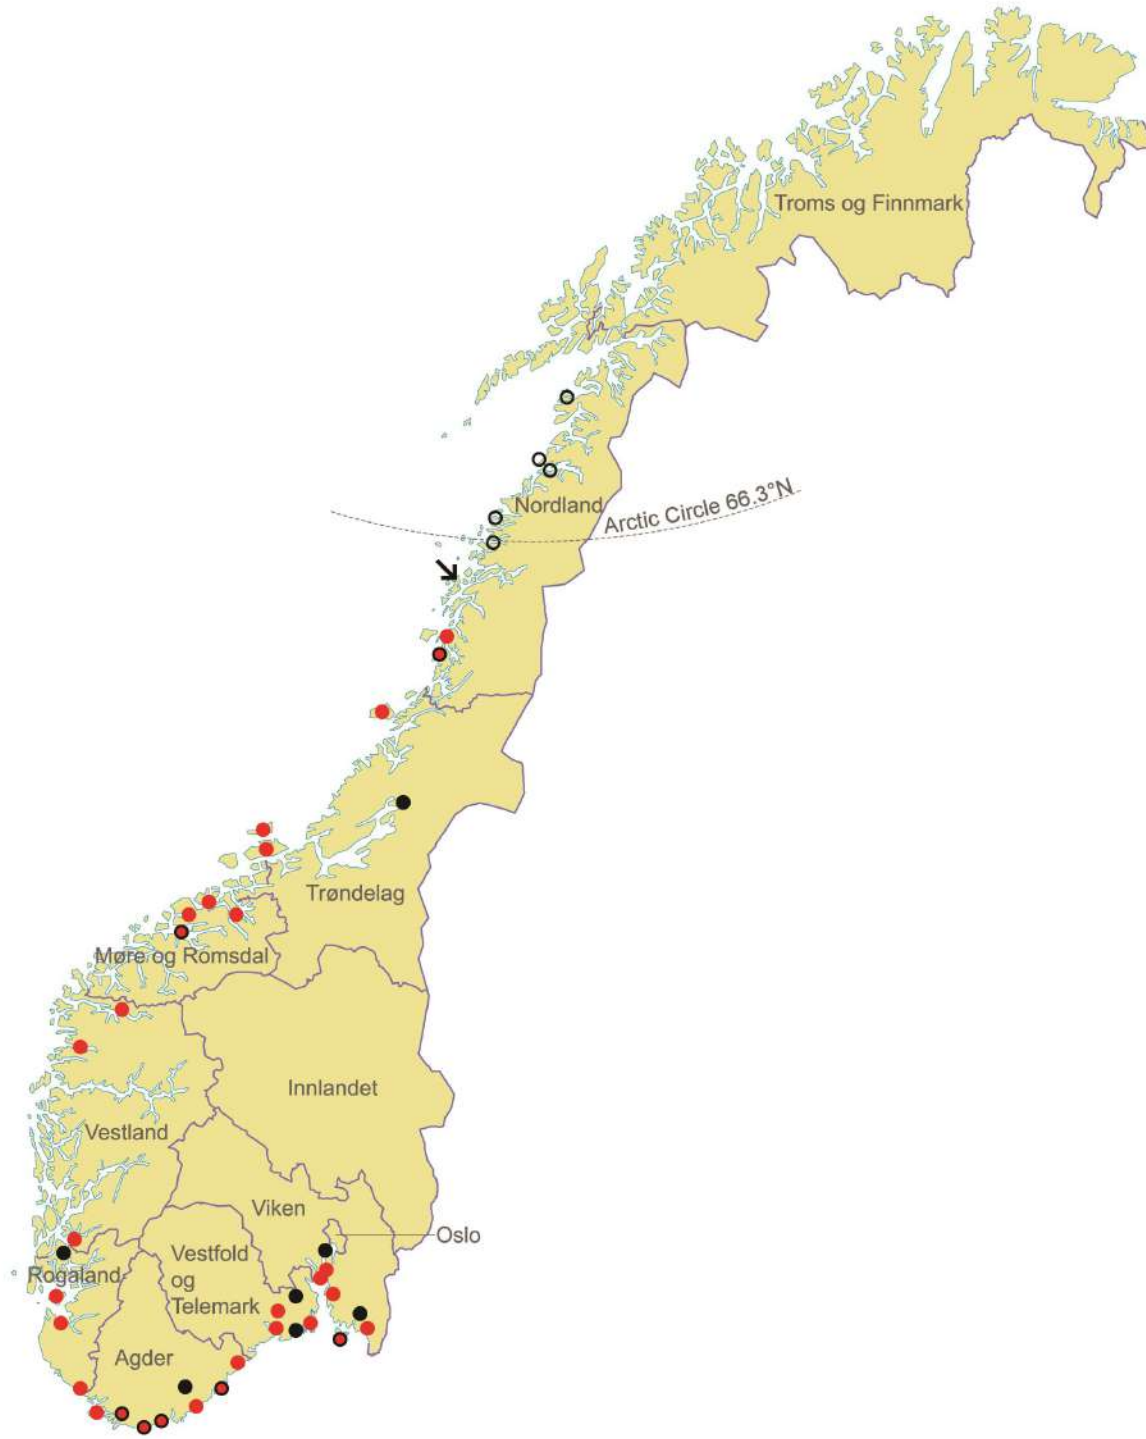 Troms og Finnmark
Nordland
Arctic Circle 66.3°N
Trøndelag
Møre og Romsdal
Innlandet
Vestland
Viken
Oslo
Vestfold
og
Telemark
Rogaland
Agder